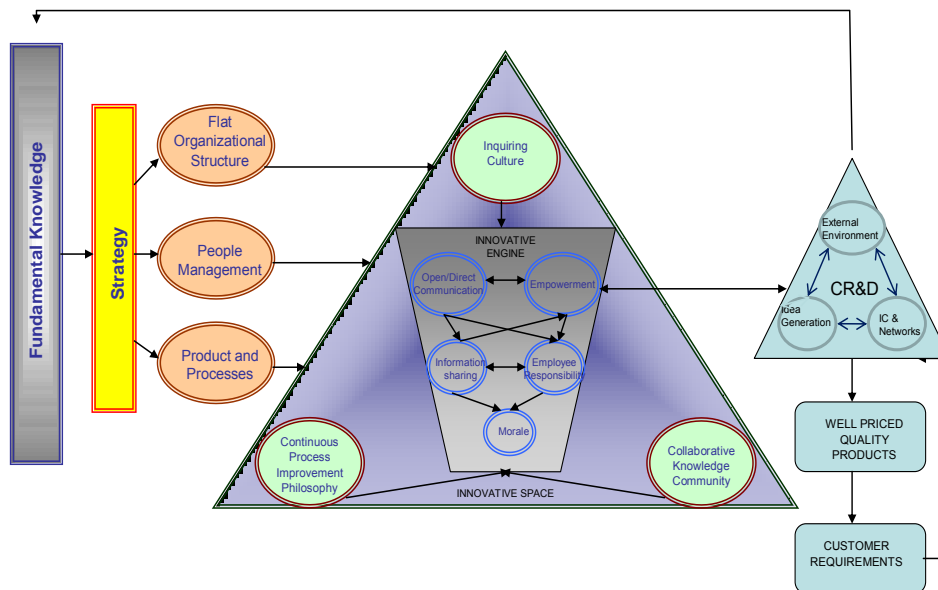 Fundamental Knowledge
Strategy
Flat
Organizational
Structure
People
Management
Product and
Processes
Inquiring
Culture
INNOVATIVE
ENGINE
Open/Direct
Communication
Empowerment
Information
sharing
Employee
Responsibility
Morale
Continuous
Process
Improvement
Philosophy
Collaborative
Knowledge
Community
INNOVATIVE SPACE
External
Environment
CR&D
Idea
Generation
IC &
Networks
WELL PRICED
QUALITY
PRODUCTS
CUSTOMER
REQUIREMENTS